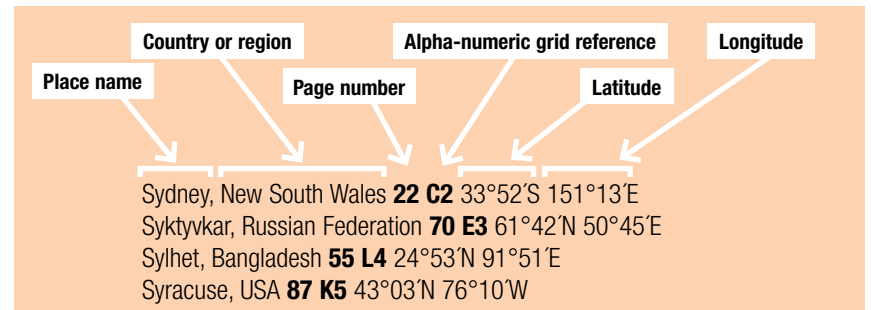 Country or region
Alpha-numeric grid reference
Longitude
Place name
Page number
Latitude
Sydney, New South Wales 22 C2 33°52´S 151°13´E
Syktyvkar, Russian Federation 70 E3 61°42´N 50°45´E
Sylhet, Bangladesh 55 L4 24°53´N 91°51´E
Syracuse, USA 87 K5 43°03´N 76°10´W